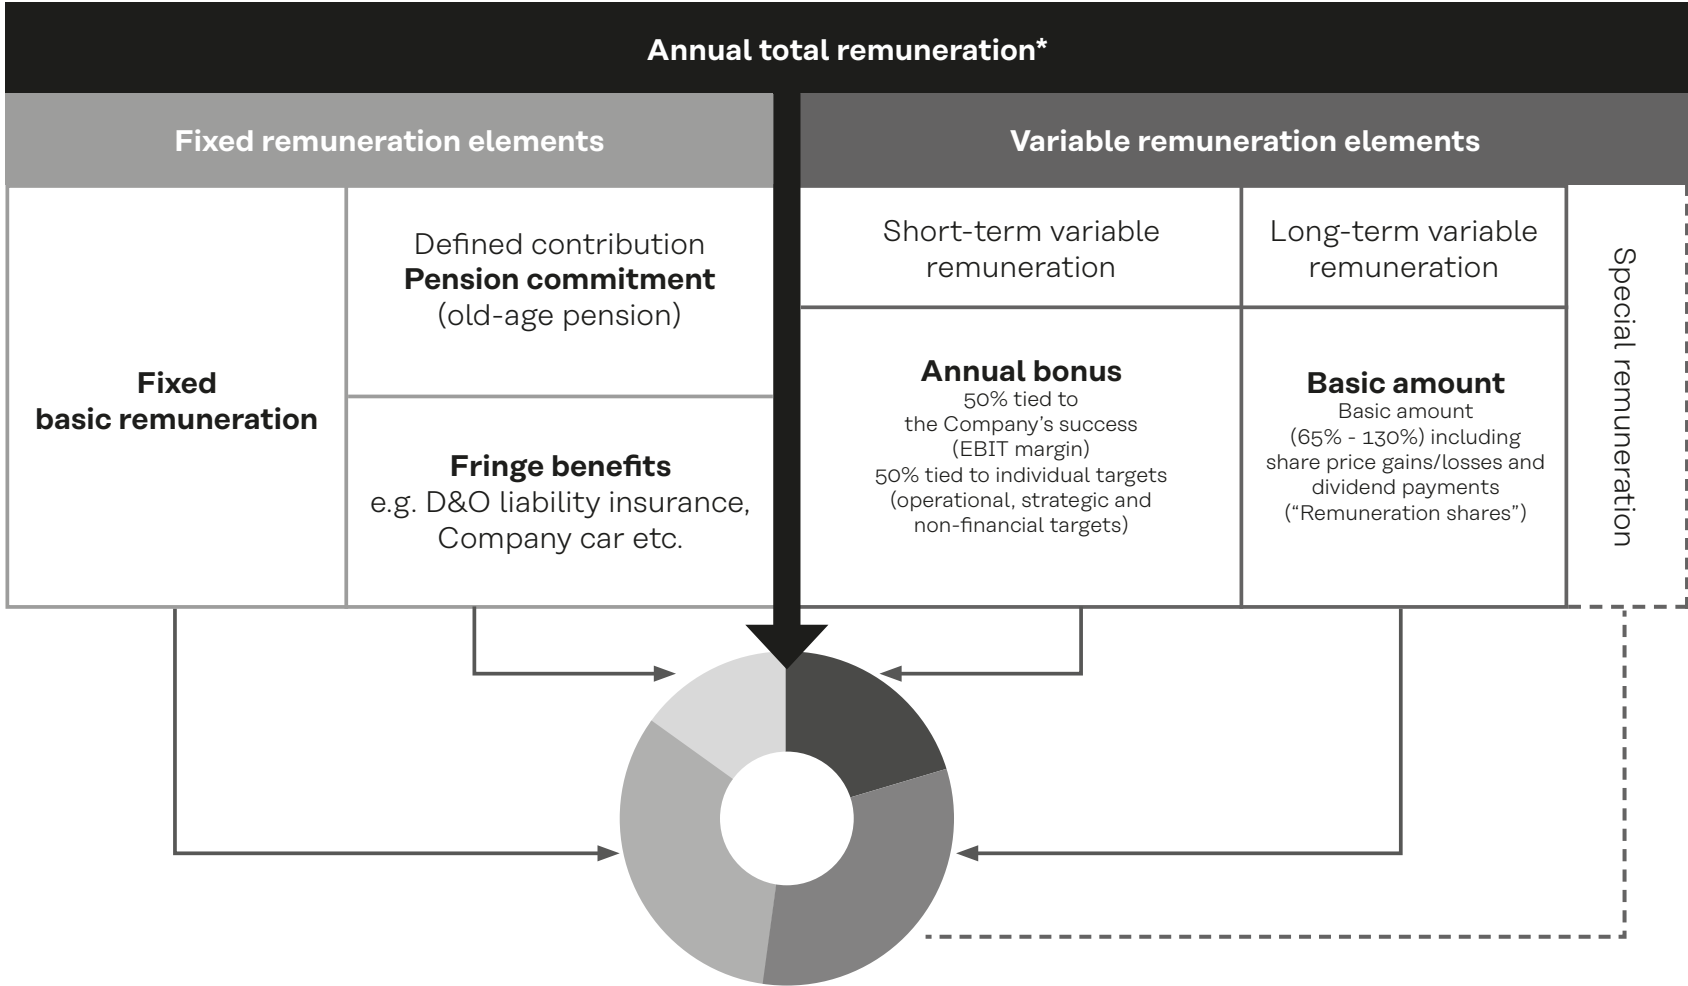 Annual total remuneration*
Fixed remuneration elements
Variable remuneration elements
Fixed
basic remuneration
Defined contribution
Pension commitment
(old-age pension)
Fringe benefits
e.g. D&O liability insurance,
Company car etc.
Short-term variable
remuneration
Annual bonus
50% tied to
the Company’s success
(EBIT margin)
50% tied to individual targets
(operational, strategic and
non-financial targets)
Long-term variable
remuneration
Basic amount
Basic amount
(65% - 130%) including
share price gains/losses and
dividend payments
(“Remuneration shares”)
Special remuneration